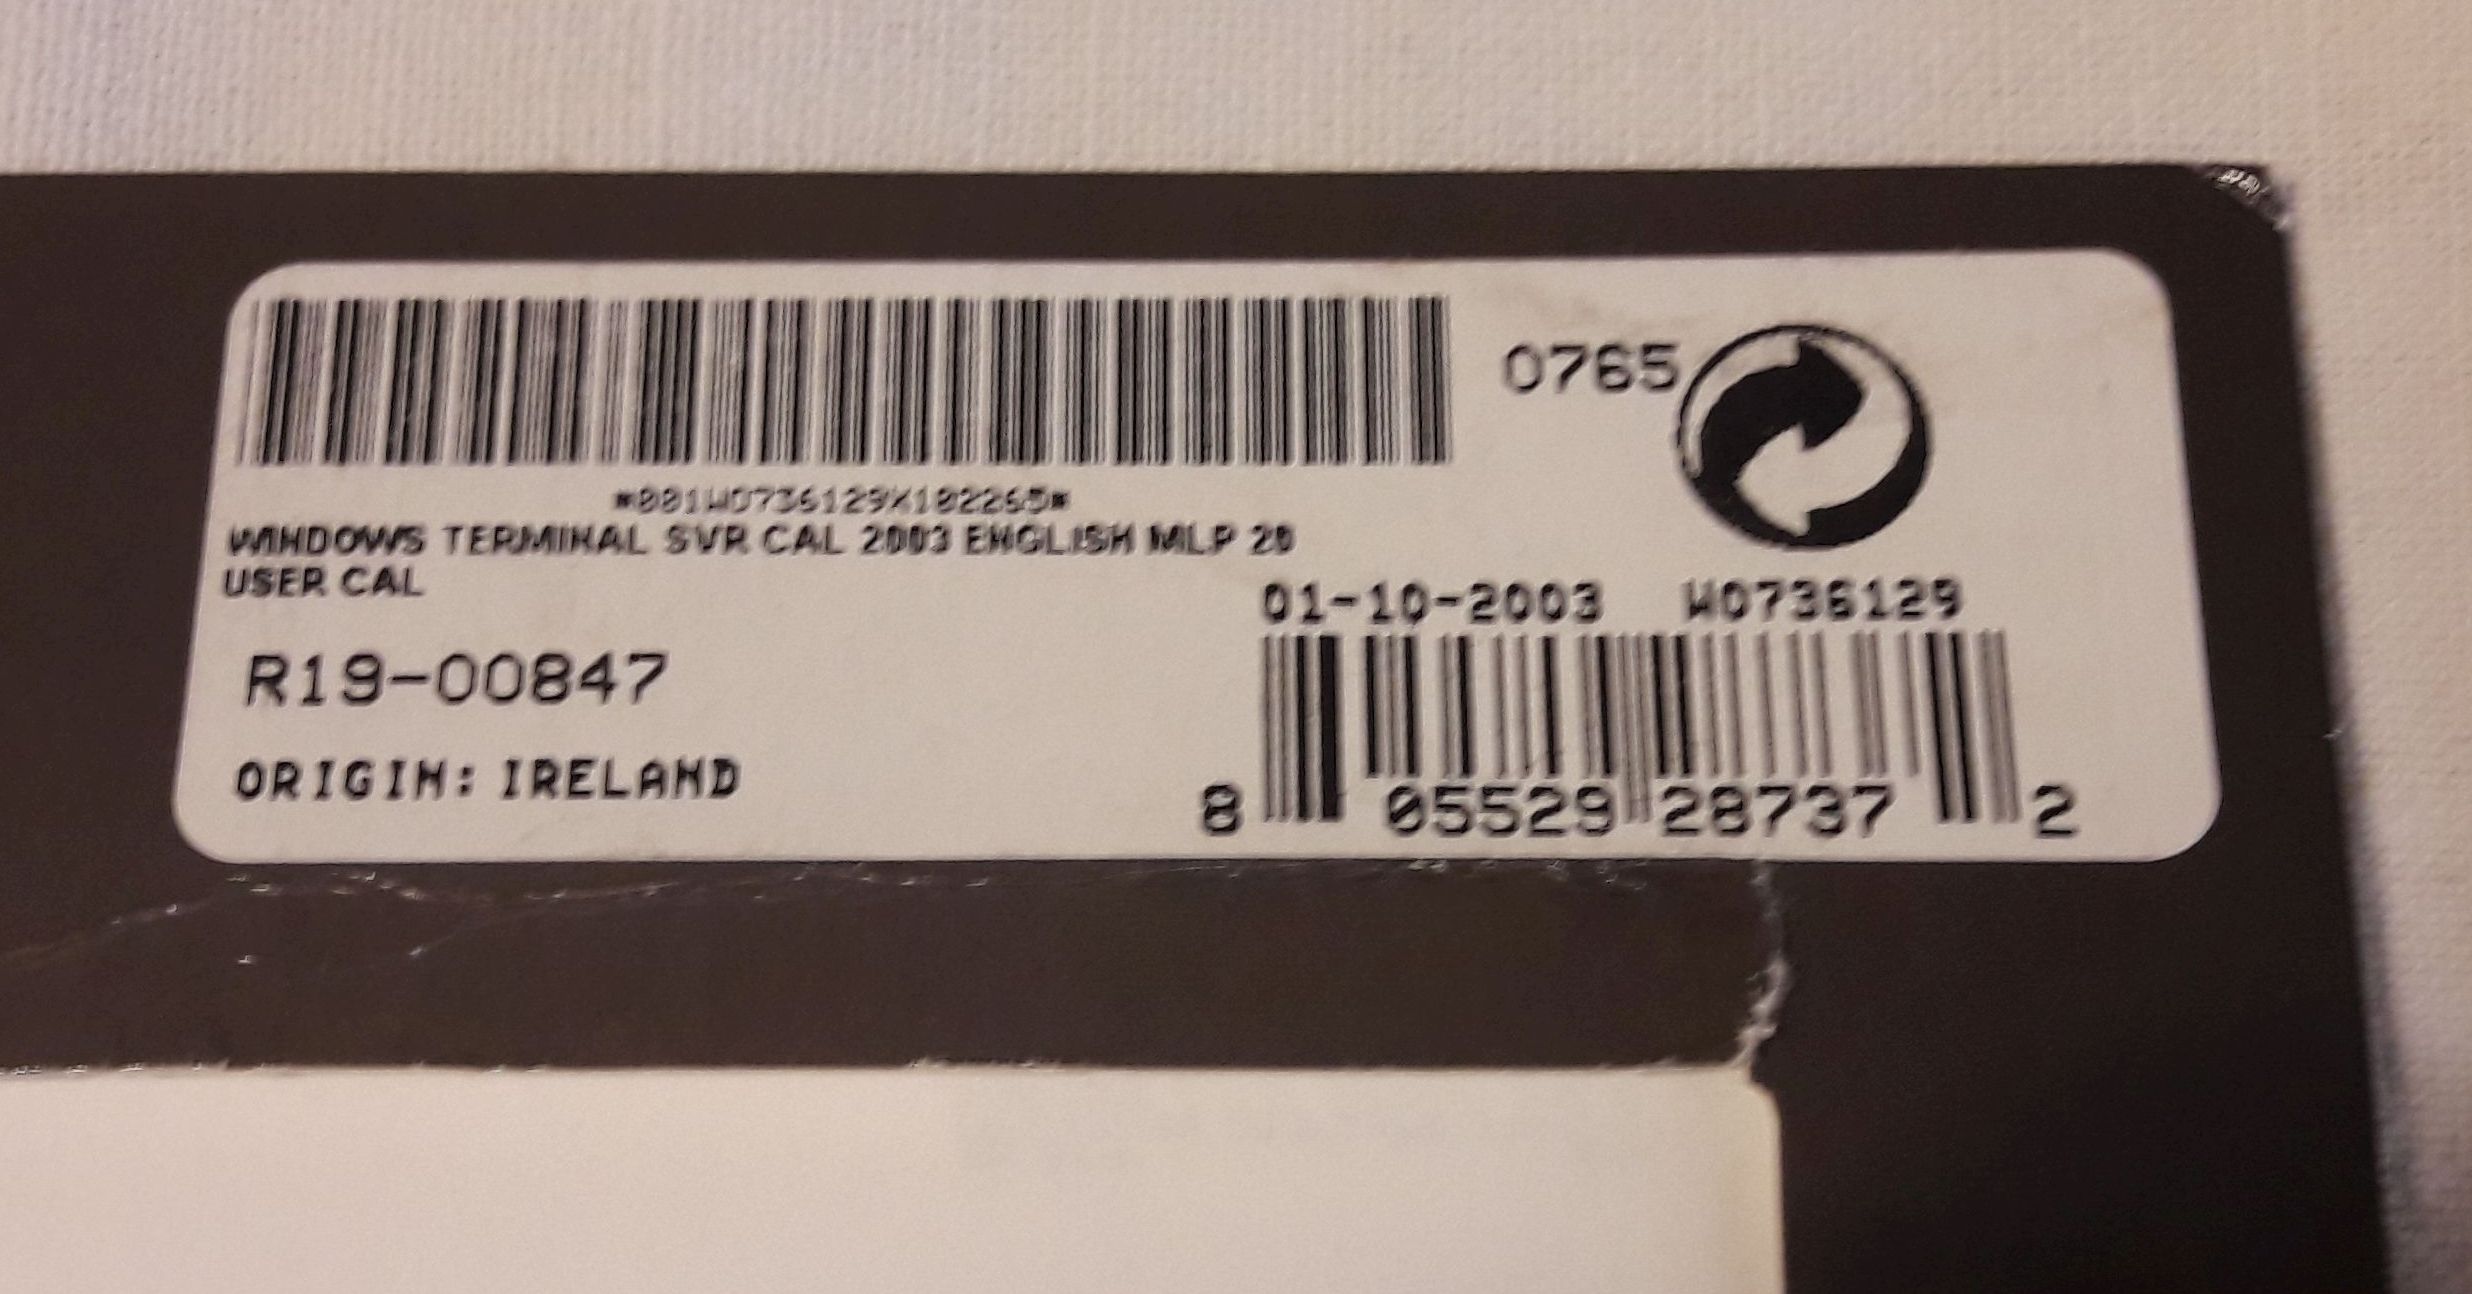 0765
*001W0736129X102265*
WINDOWS TERMINAL SVR CAL 2003 ENGLISH MLP 20
USER CAL
01-10-2003 W0736129
R19-00847
ORIGIN: IRELAND
8 05529 28737 2